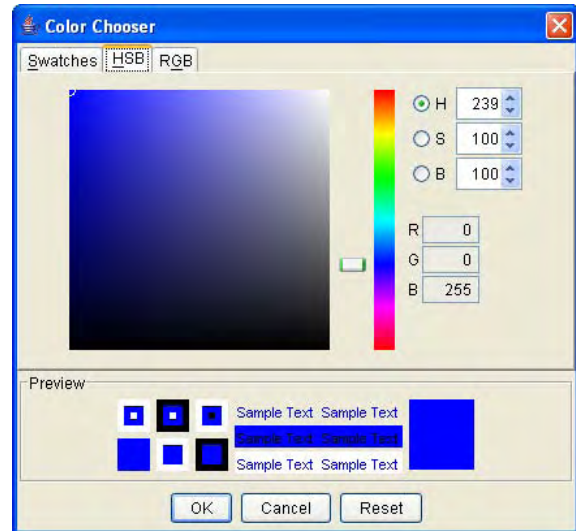 Color Chooser
Swatches HSB RGB
H 239
S 100
B 100
R 0
G 0
B 255
Preview
Sample Text Sample Text
Sample Text Sample Text
Sample Text Sample Text
OK Cancel Reset